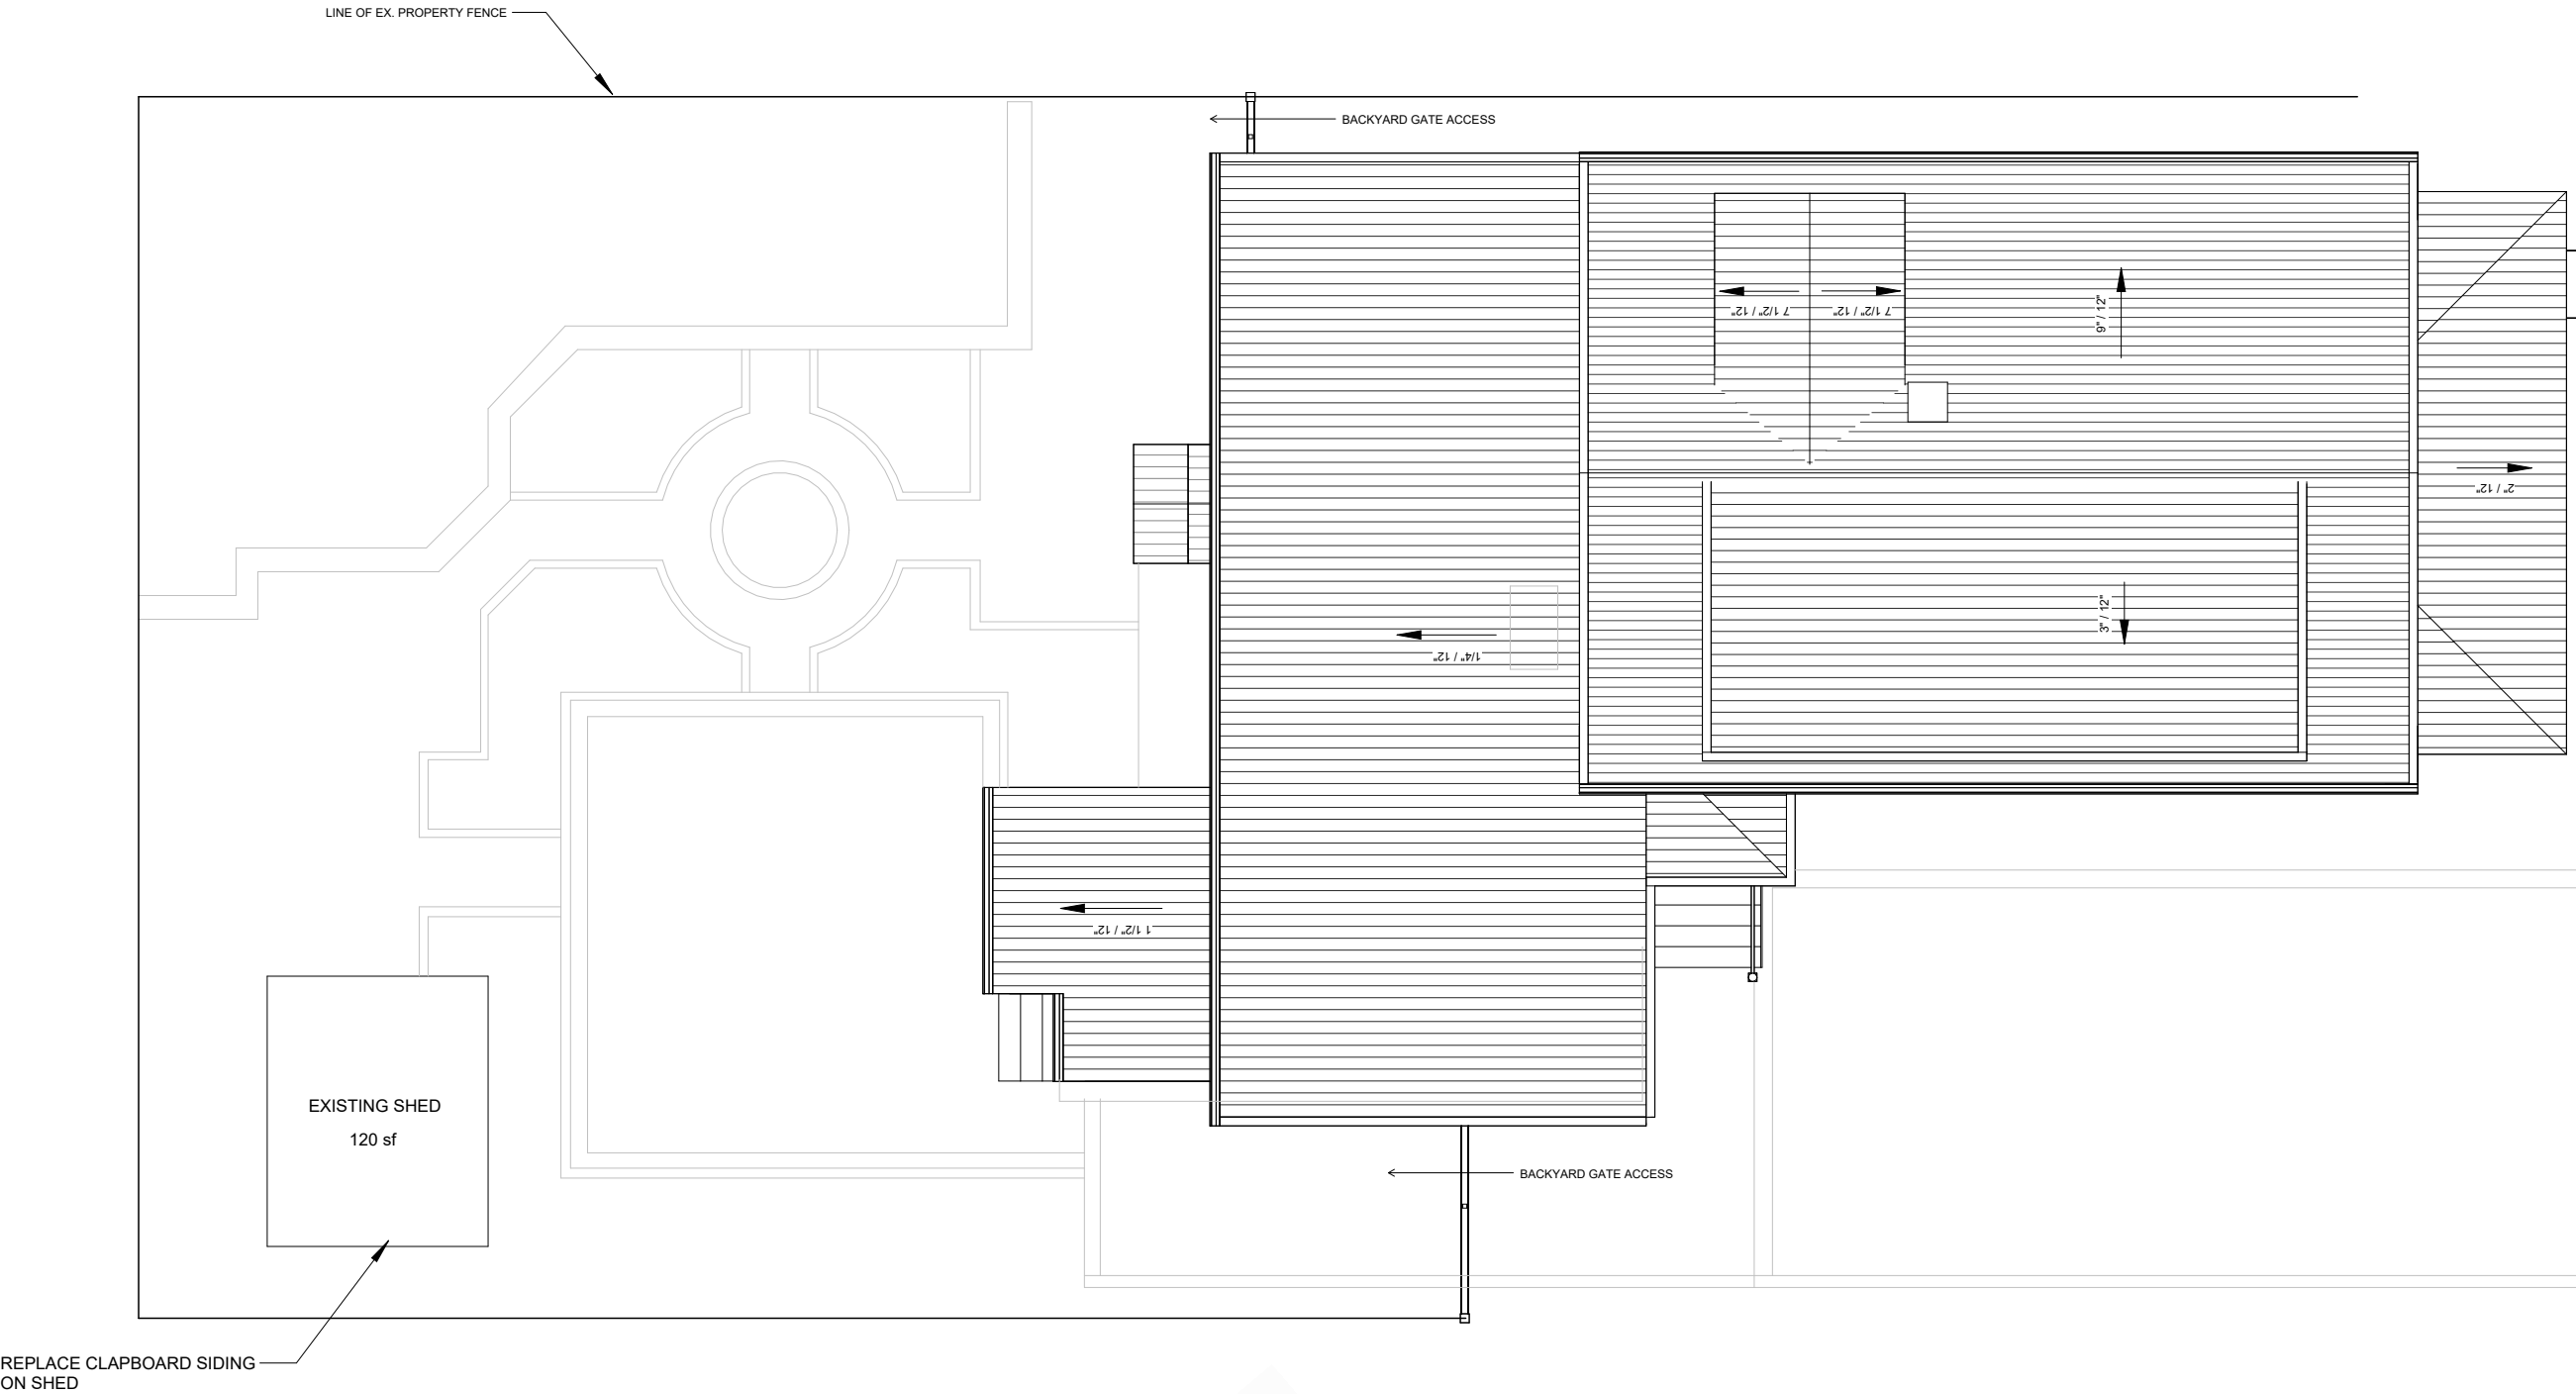 LINE OF EX. PROPERTY FENCE
BACKYARD GATE ACCESS
7 1/2" / 12"
7 1/2" / 12"
9" / 12"
2" / 12"
3" / 12"
1/4" / 12"
1 1/2" / 12"
EXISTING SHED
120 sf
BACKYARD GATE ACCESS
REPLACE CLAPBOARD SIDING
ON SHED